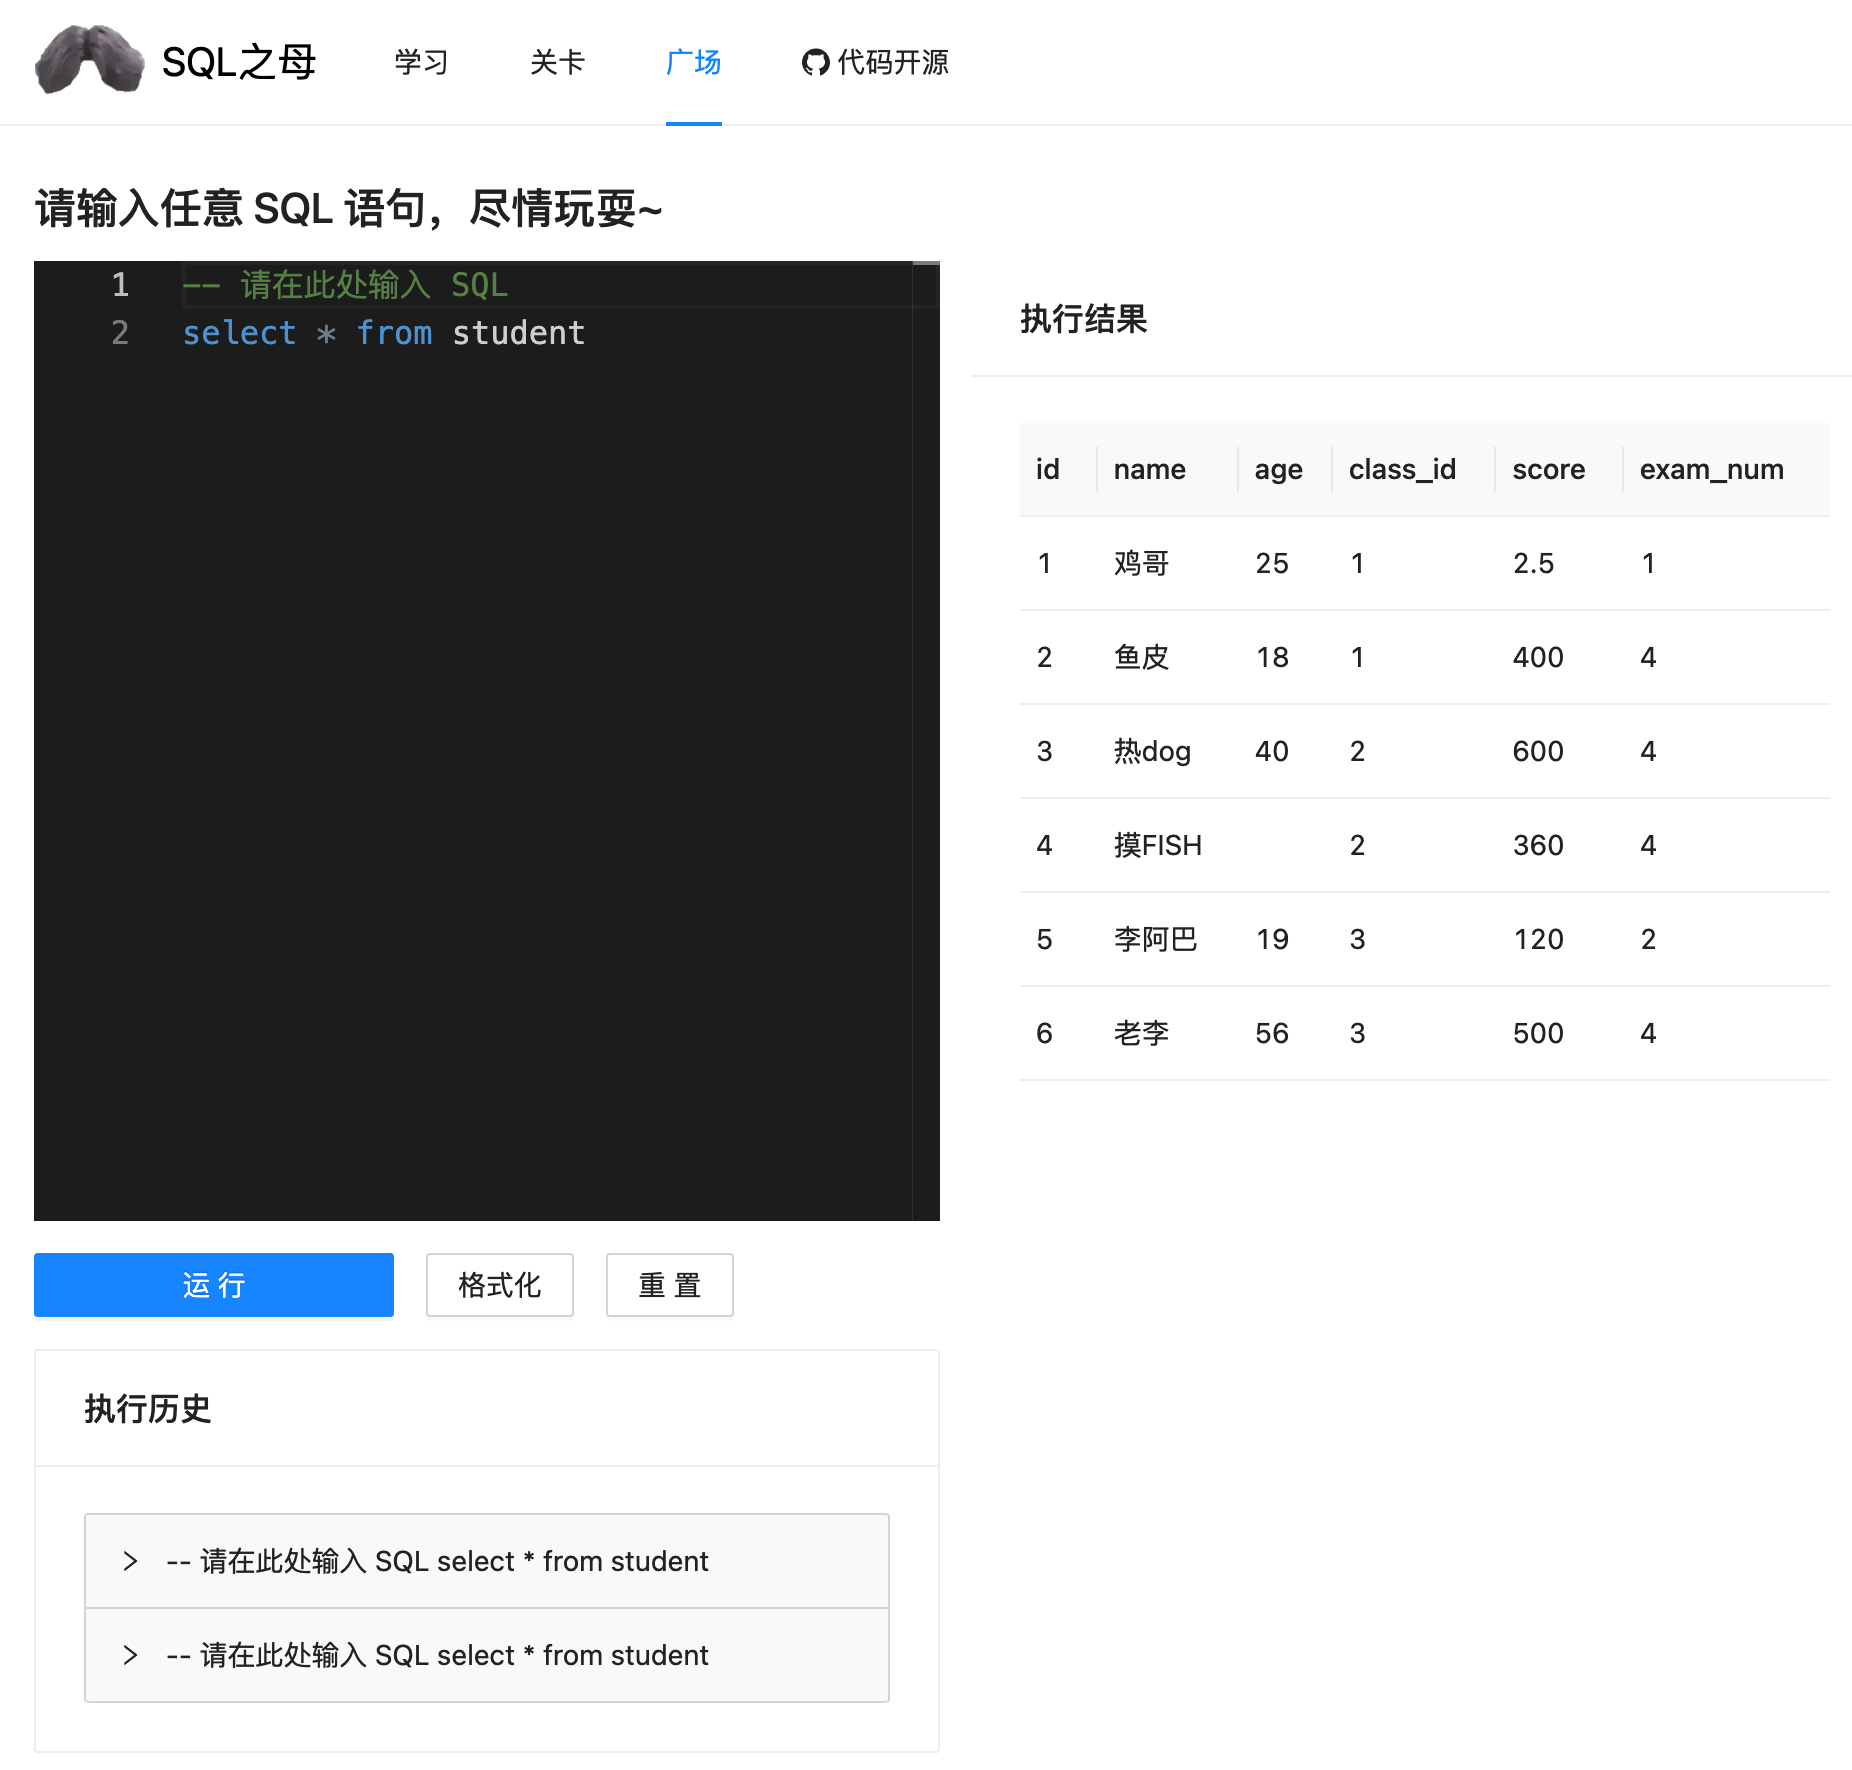 SQL之母 学习 关卡 广场 代码开源
请输入任意 SQL 语句，尽情玩耍~
1 -- 请在此处输入 SQL
2 select * from student
运 行 格式化 重 置
执行历史
> -- 请在此处输入 SQL select * from student
> -- 请在此处输入 SQL select * from student
执行结果
id name age class_id score exam_num
1 鸡哥 25 1 2.5 1
2 鱼皮 18 1 400 4
3 热dog 40 2 600 4
4 摸FISH 2 360 4
5 李阿巴 19 3 120 2
6 老李 56 3 500 4